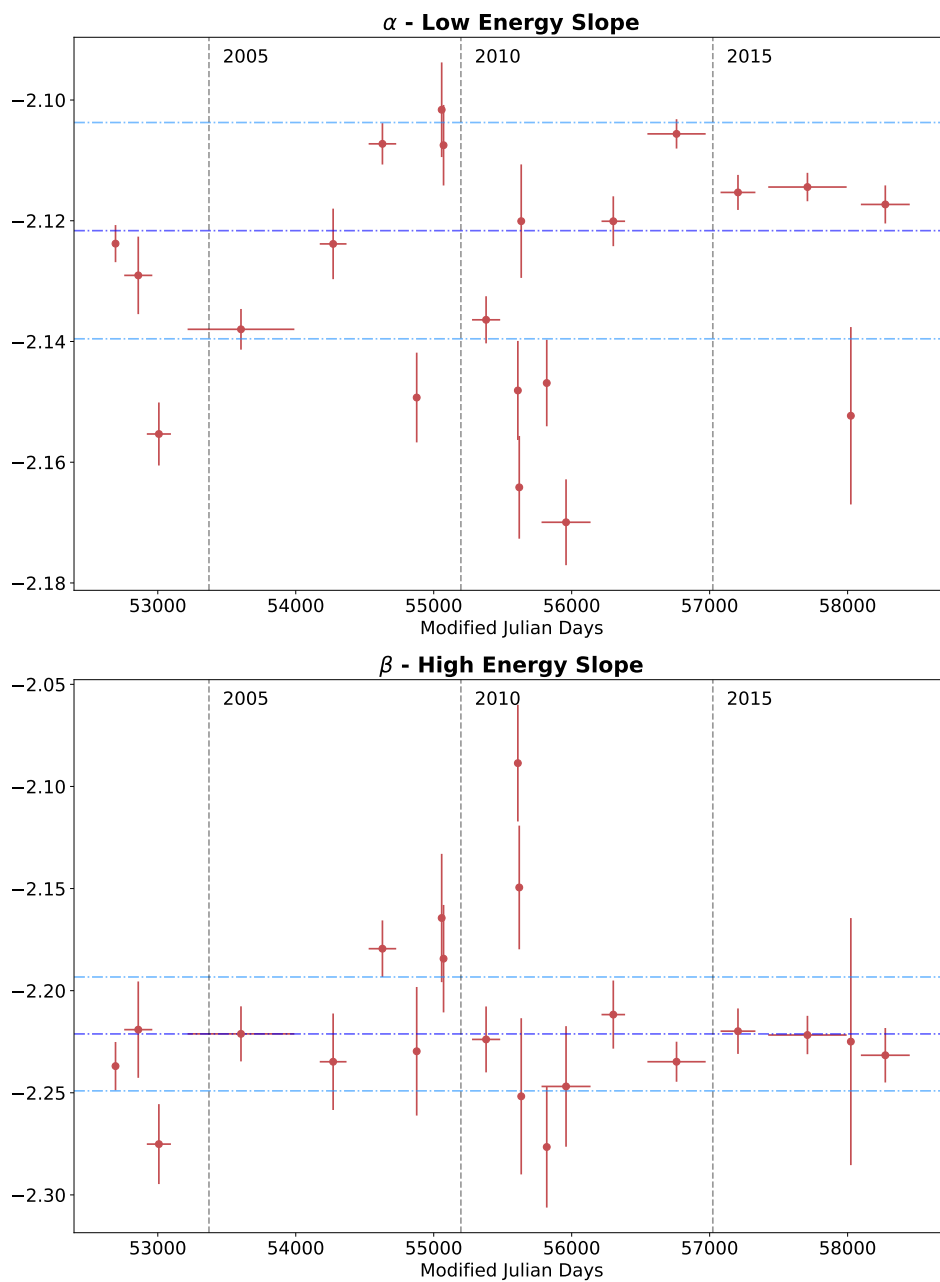 α - Low Energy Slope
2005 2010 2015
−2.10
−2.12
−2.14
−2.16
−2.18
53000 54000 55000 56000 57000 58000
Modified Julian Days
β - High Energy Slope
−2.05
2005 2010 2015
−2.10
−2.15
−2.20
−2.25
−2.30
53000 54000 55000 56000 57000 58000
Modified Julian Days